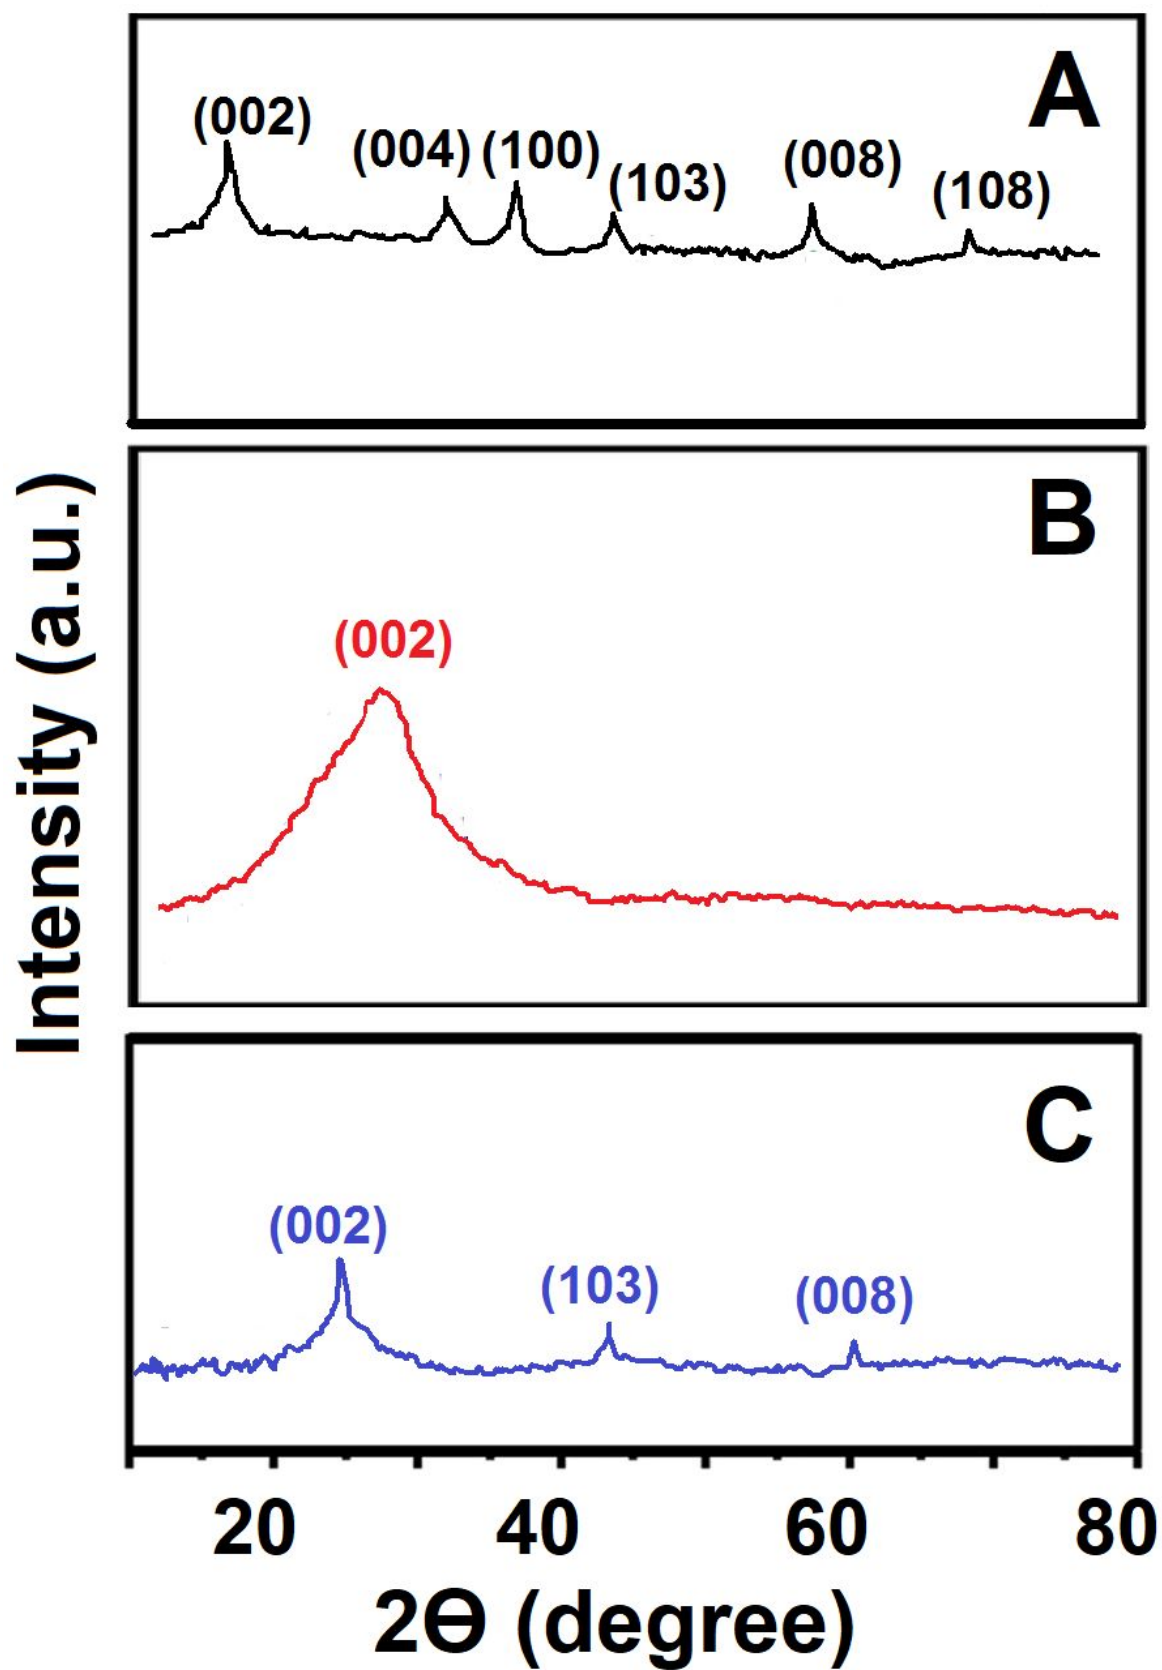 A
(002)
(004)
(100)
(103)
(008)
(108)
Intensity (a.u.)
B
(002)
C
(002)
(103)
(008)
20
40
60
80
2Θ (degree)